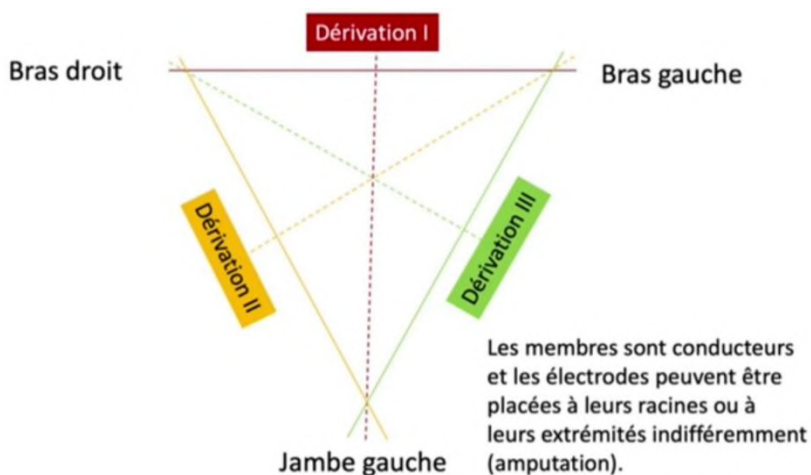 Dérivation I
Bras droit
Bras gauche
Dérivation II
Dérivation III
Les membres sont conducteurs
et les électrodes peuvent être
placées à leurs racines ou à
leurs extrémités indifféremment
(amputation).
Jambe gauche